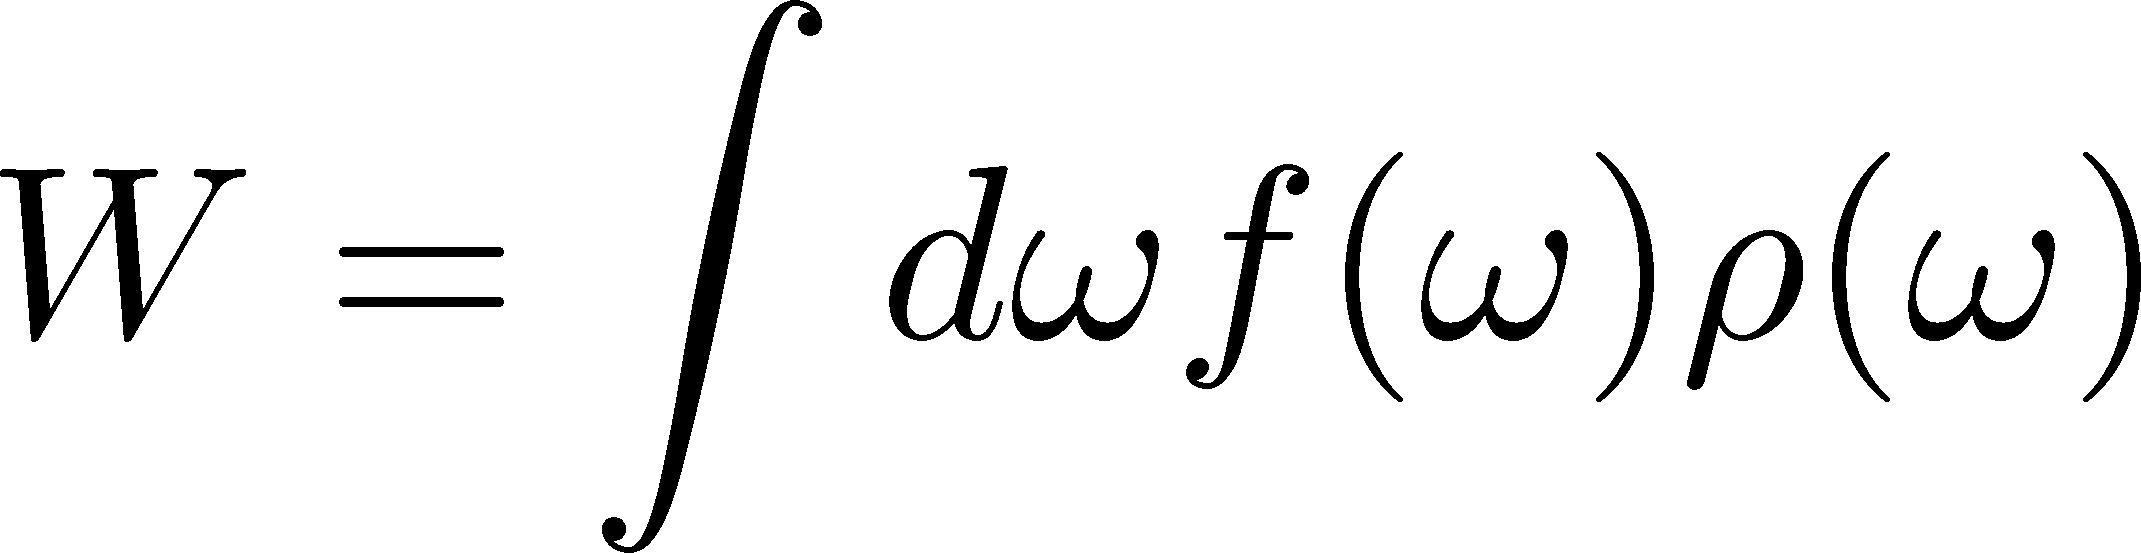 W = ∫ dω f(ω)ρ(ω)